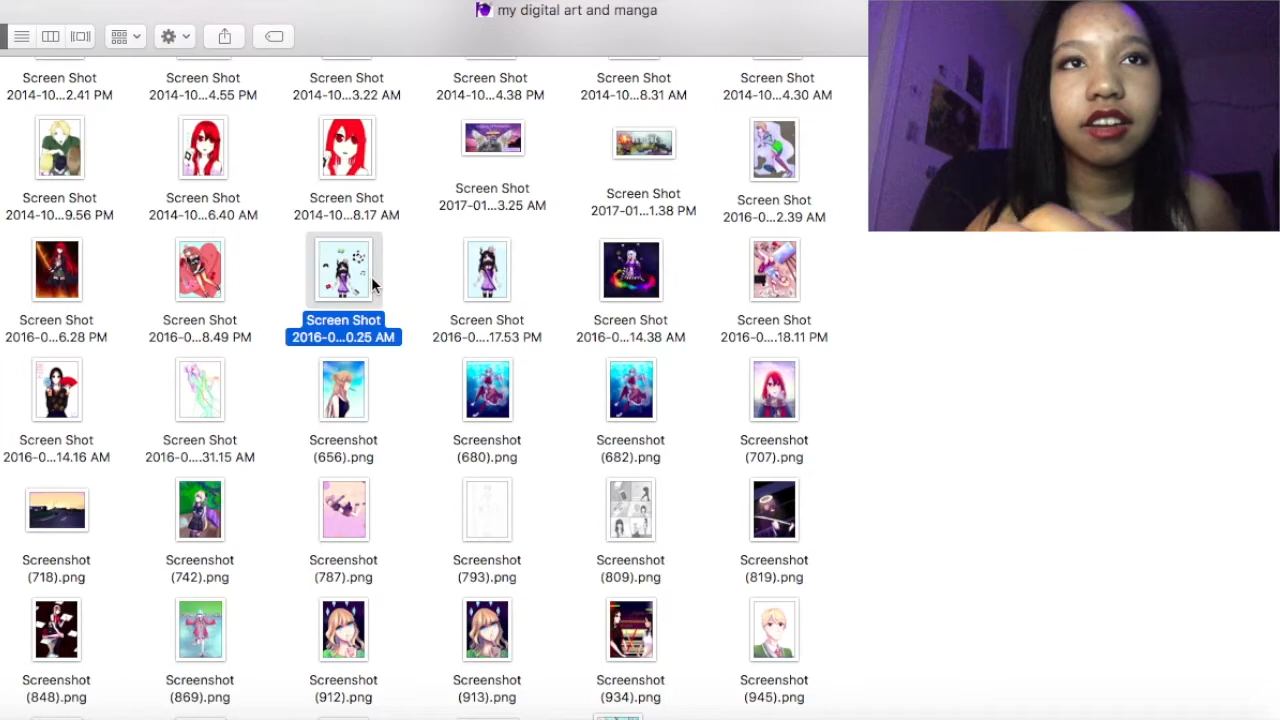 my digital art and manga
Screen Shot Screen Shot Screen Shot Screen Shot Screen Shot Screen Shot
2014-10...2.41 PM 2014-10...4.55 PM 2014-10...3.22 AM 2014-10...4.38 PM 2014-10...8.31 AM 2014-10...4.30 AM
Screen Shot Screen Shot Screen Shot Screen Shot Screen Shot Screen Shot
2014-10...9.56 PM 2014-10...6.40 AM 2014-10...8.17 AM 2017-01...3.25 AM 2017-01...1.38 PM 2016-0...2.39 AM
Screen Shot Screen Shot Screen Shot Screen Shot Screen Shot Screen Shot
2016-0...6.28 PM 2016-0...8.49 PM 2016-0...0.25 AM 2016-0....17.53 PM 2016-0...14.38 AM 2016-0....18.11 PM
Screen Shot Screen Shot Screenshot Screenshot Screenshot Screenshot
2016-0...14.16 AM 2016-0....31.15 AM (656).png (680).png (682).png (707).png
Screenshot Screenshot Screenshot Screenshot Screenshot Screenshot
(718).png (742).png (787).png (793).png (809).png (819).png
Screenshot Screenshot Screenshot Screenshot Screenshot Screenshot
(848).png (869).png (912).png (913).png (934).png (945).png